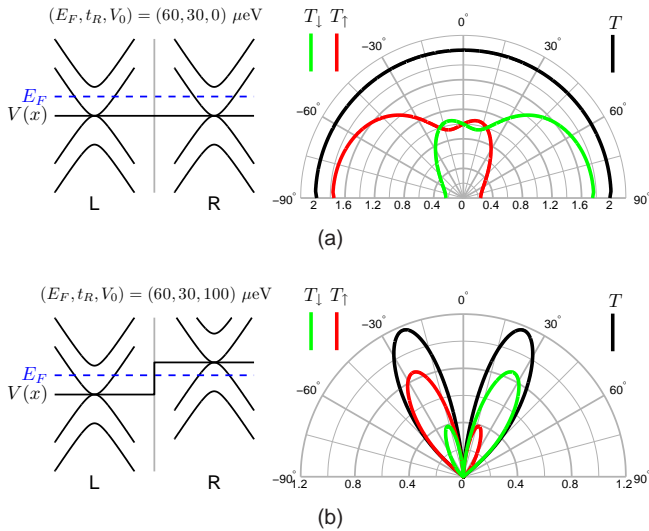 (E_F, t_R, V_0) = (60, 30, 0) μeV
E_F
V(x)
L R
T↓ T↑ T
0°
−30° 30°
−60° 60°
−90° 90°
2 1.6 1.2 0.8 0.4 0 0.4 0.8 1.2 1.6 2
(a)
(E_F, t_R, V_0) = (60, 30, 100) μeV
E_F
V(x)
L R
T↓ T↑ T
0°
−30° 30°
−60° 60°
−90° 90°
1.2 0.8 0.4 0 0.4 0.8 1.2
(b)